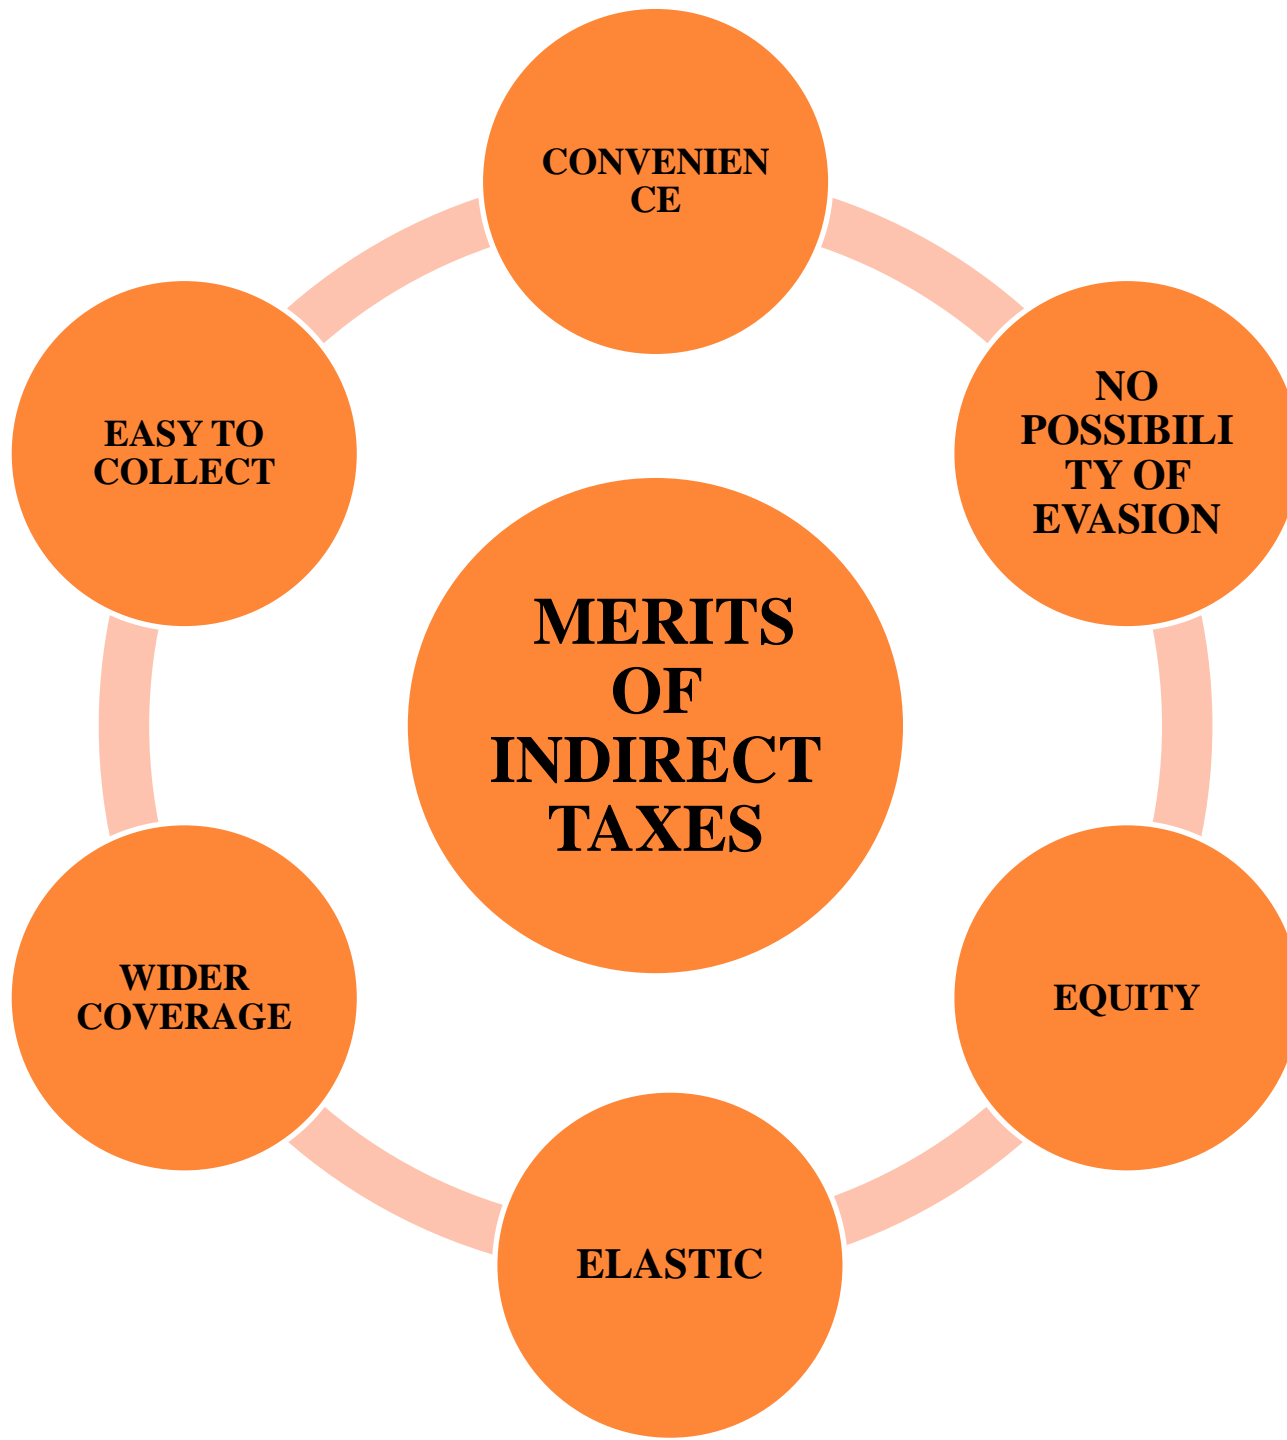 CONVENIEN
CE
NO
POSSIBILI
TY OF
EVASION
EQUITY
ELASTIC
WIDER
COVERAGE
EASY TO
COLLECT
MERITS
OF
INDIRECT
TAXES